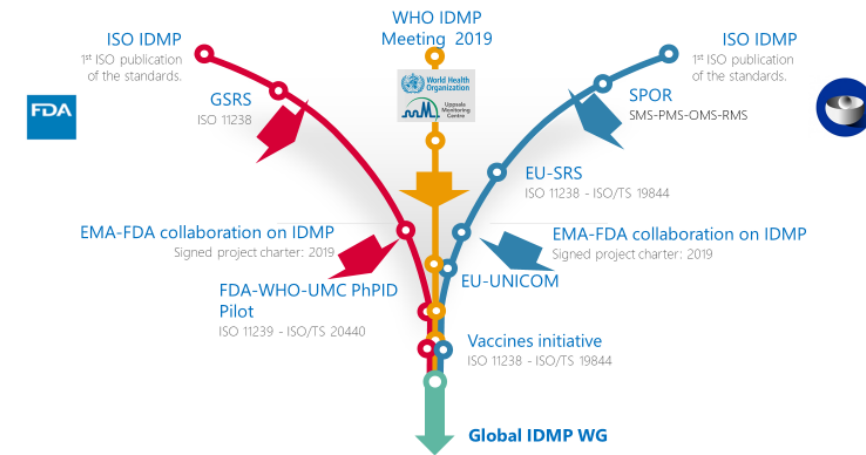 WHO IDMP
Meeting 2019
World Health
Organization
Uppsala
Monitoring
Centre
ISO IDMP
1st ISO publication
of the standards.
GSRS
ISO 11238
FDA
EMA-FDA collaboration on IDMP
Signed project charter: 2019
FDA-WHO-UMC PhPID
Pilot
ISO 11239 - ISO/TS 20440
ISO IDMP
1st ISO publication
of the standards.
SPOR
SMS-PMS-OMS-RMS
EU-SRS
ISO 11238 - ISO/TS 19844
EMA-FDA collaboration on IDMP
Signed project charter: 2019
EU-UNICOM
Vaccines initiative
ISO 11238 - ISO/TS 19844
Global IDMP WG